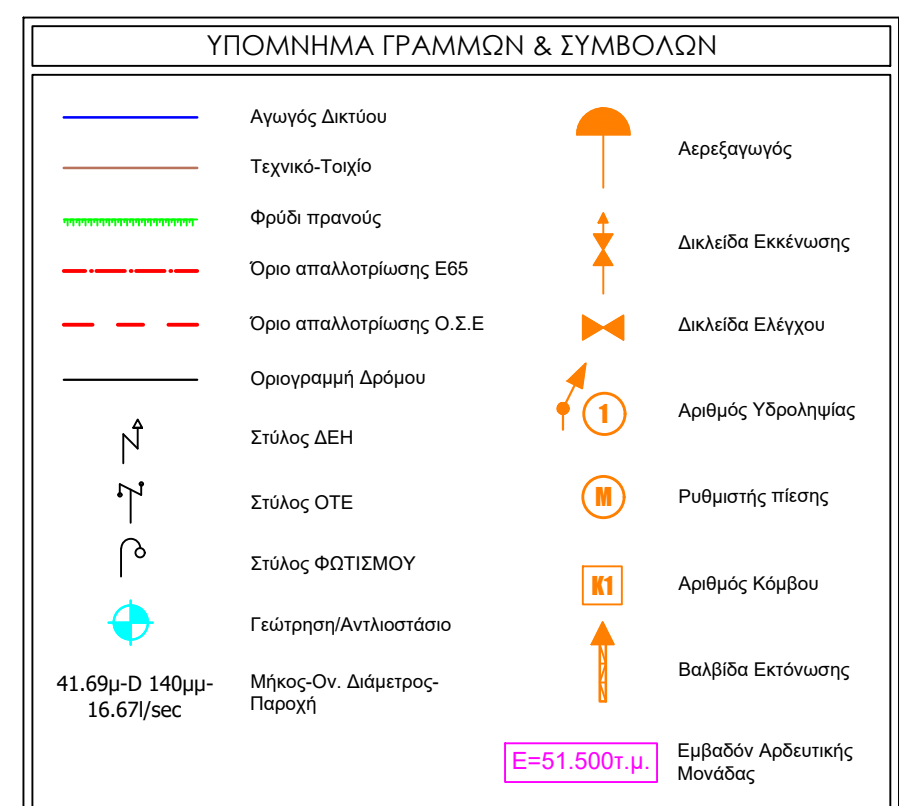 ΥΠΟΜΝΗΜΑ ΓΡΑΜΜΩΝ & ΣΥΜΒΟΛΩΝ
Αγωγός Δικτύου
Τεχνικό-Τοιχίο
Φρύδι πρανούς
Όριο απαλλοτρίωσης Ε65
Όριο απαλλοτρίωσης Ο.Σ.Ε
Οριογραμμή Δρόμου
Στύλος ΔΕΗ
Στύλος ΟΤΕ
Στύλος ΦΩΤΙΣΜΟΥ
Γεώτρηση/Αντλιοστάσιο
41.69μ-D 140μμ-
16.67l/sec
Μήκος-Ον. Διάμετρος-
Παροχή
Αερεξαγωγός
Δικλείδα Εκκένωσης
Δικλείδα Ελέγχου
1
Αριθμός Υδροληψίας
M
Ρυθμιστής πίεσης
K1
Αριθμός Κόμβου
Βαλβίδα Εκτόνωσης
Ε=51.500τ.μ.
Εμβαδόν Αρδευτικής
Μονάδας